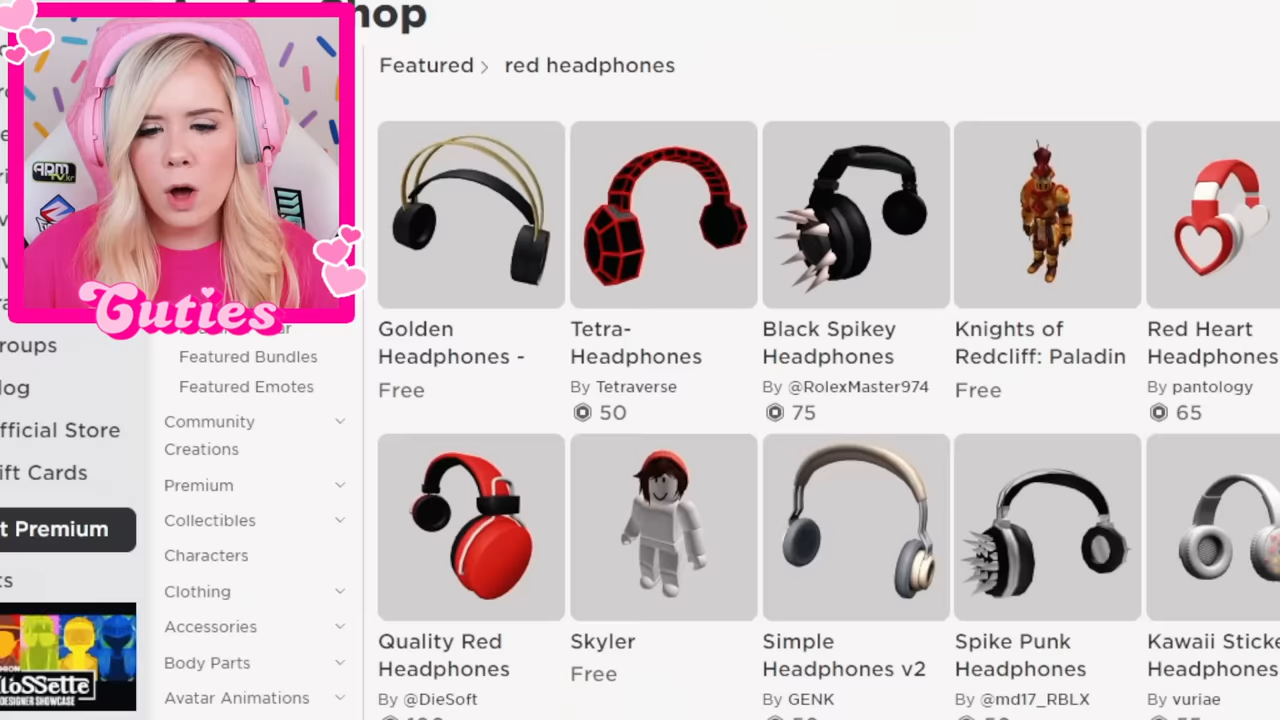 hop
Featured > red headphones
Cuties
Golden
Headphones -
Free
Tetra-
Headphones
By Tetraverse
50
Black Spikey
Headphones
By @RolexMaster974
75
Knights of
Redcliff: Paladin
Free
Red Heart
Headphones
By pantology
65
roups
log
fficial Store
ift Cards
t Premium
ts
Featured Bundles
Featured Emotes
Community
Creations
Premium
Collectibles
Characters
Clothing
Accessories
Body Parts
Avatar Animations
Quality Red
Headphones
By @DieSoft
Skyler
Free
Simple
Headphones v2
By GENK
Spike Punk
Headphones
By @md17_RBLX
Kawaii Sticke
Headphones
By vuriae
DESIGNER SHOWCASE